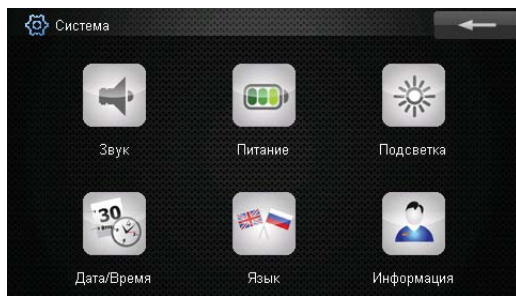 Система
Звук
Питание
Подсветка
30
Дата/Время
Язык
Информация